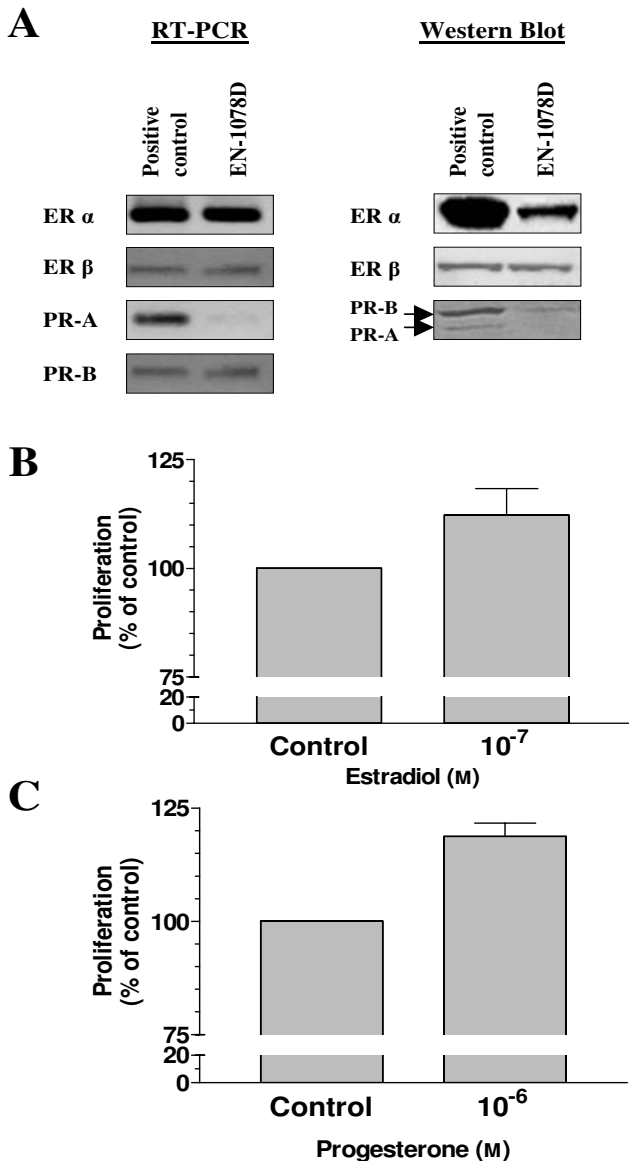 A
RT-PCR
Western Blot
Positive control
EN-1078D
Positive control
EN-1078D
ER α
ER β
PR-A
PR-B
ER α
ER β
PR-B
PR-A
B
Proliferation
(% of control)
125
100
75
20
0
Control
10⁻⁷
Estradiol (M)
C
Proliferation
(% of control)
125
100
75
20
0
Control
10⁻⁶
Progesterone (M)